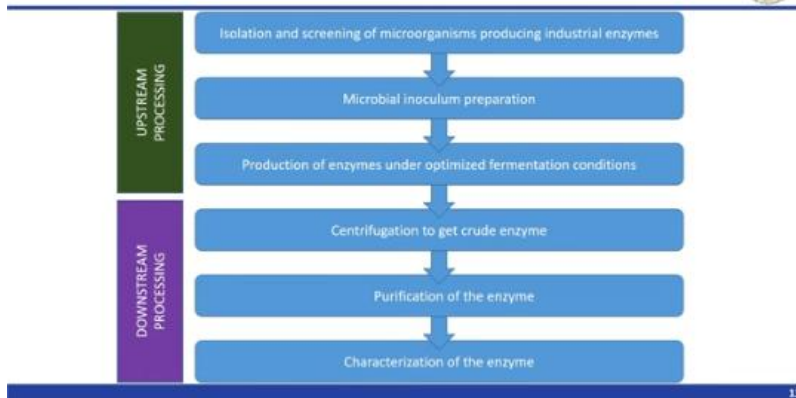 UPSTREAM
PROCESSING
Isolation and screening of microorganisms producing industrial enzymes
Microbial inoculum preparation
Production of enzymes under optimized fermentation conditions
DOWNSTREAM
PROCESSING
Centrifugation to get crude enzyme
Purification of the enzyme
Characterization of the enzyme